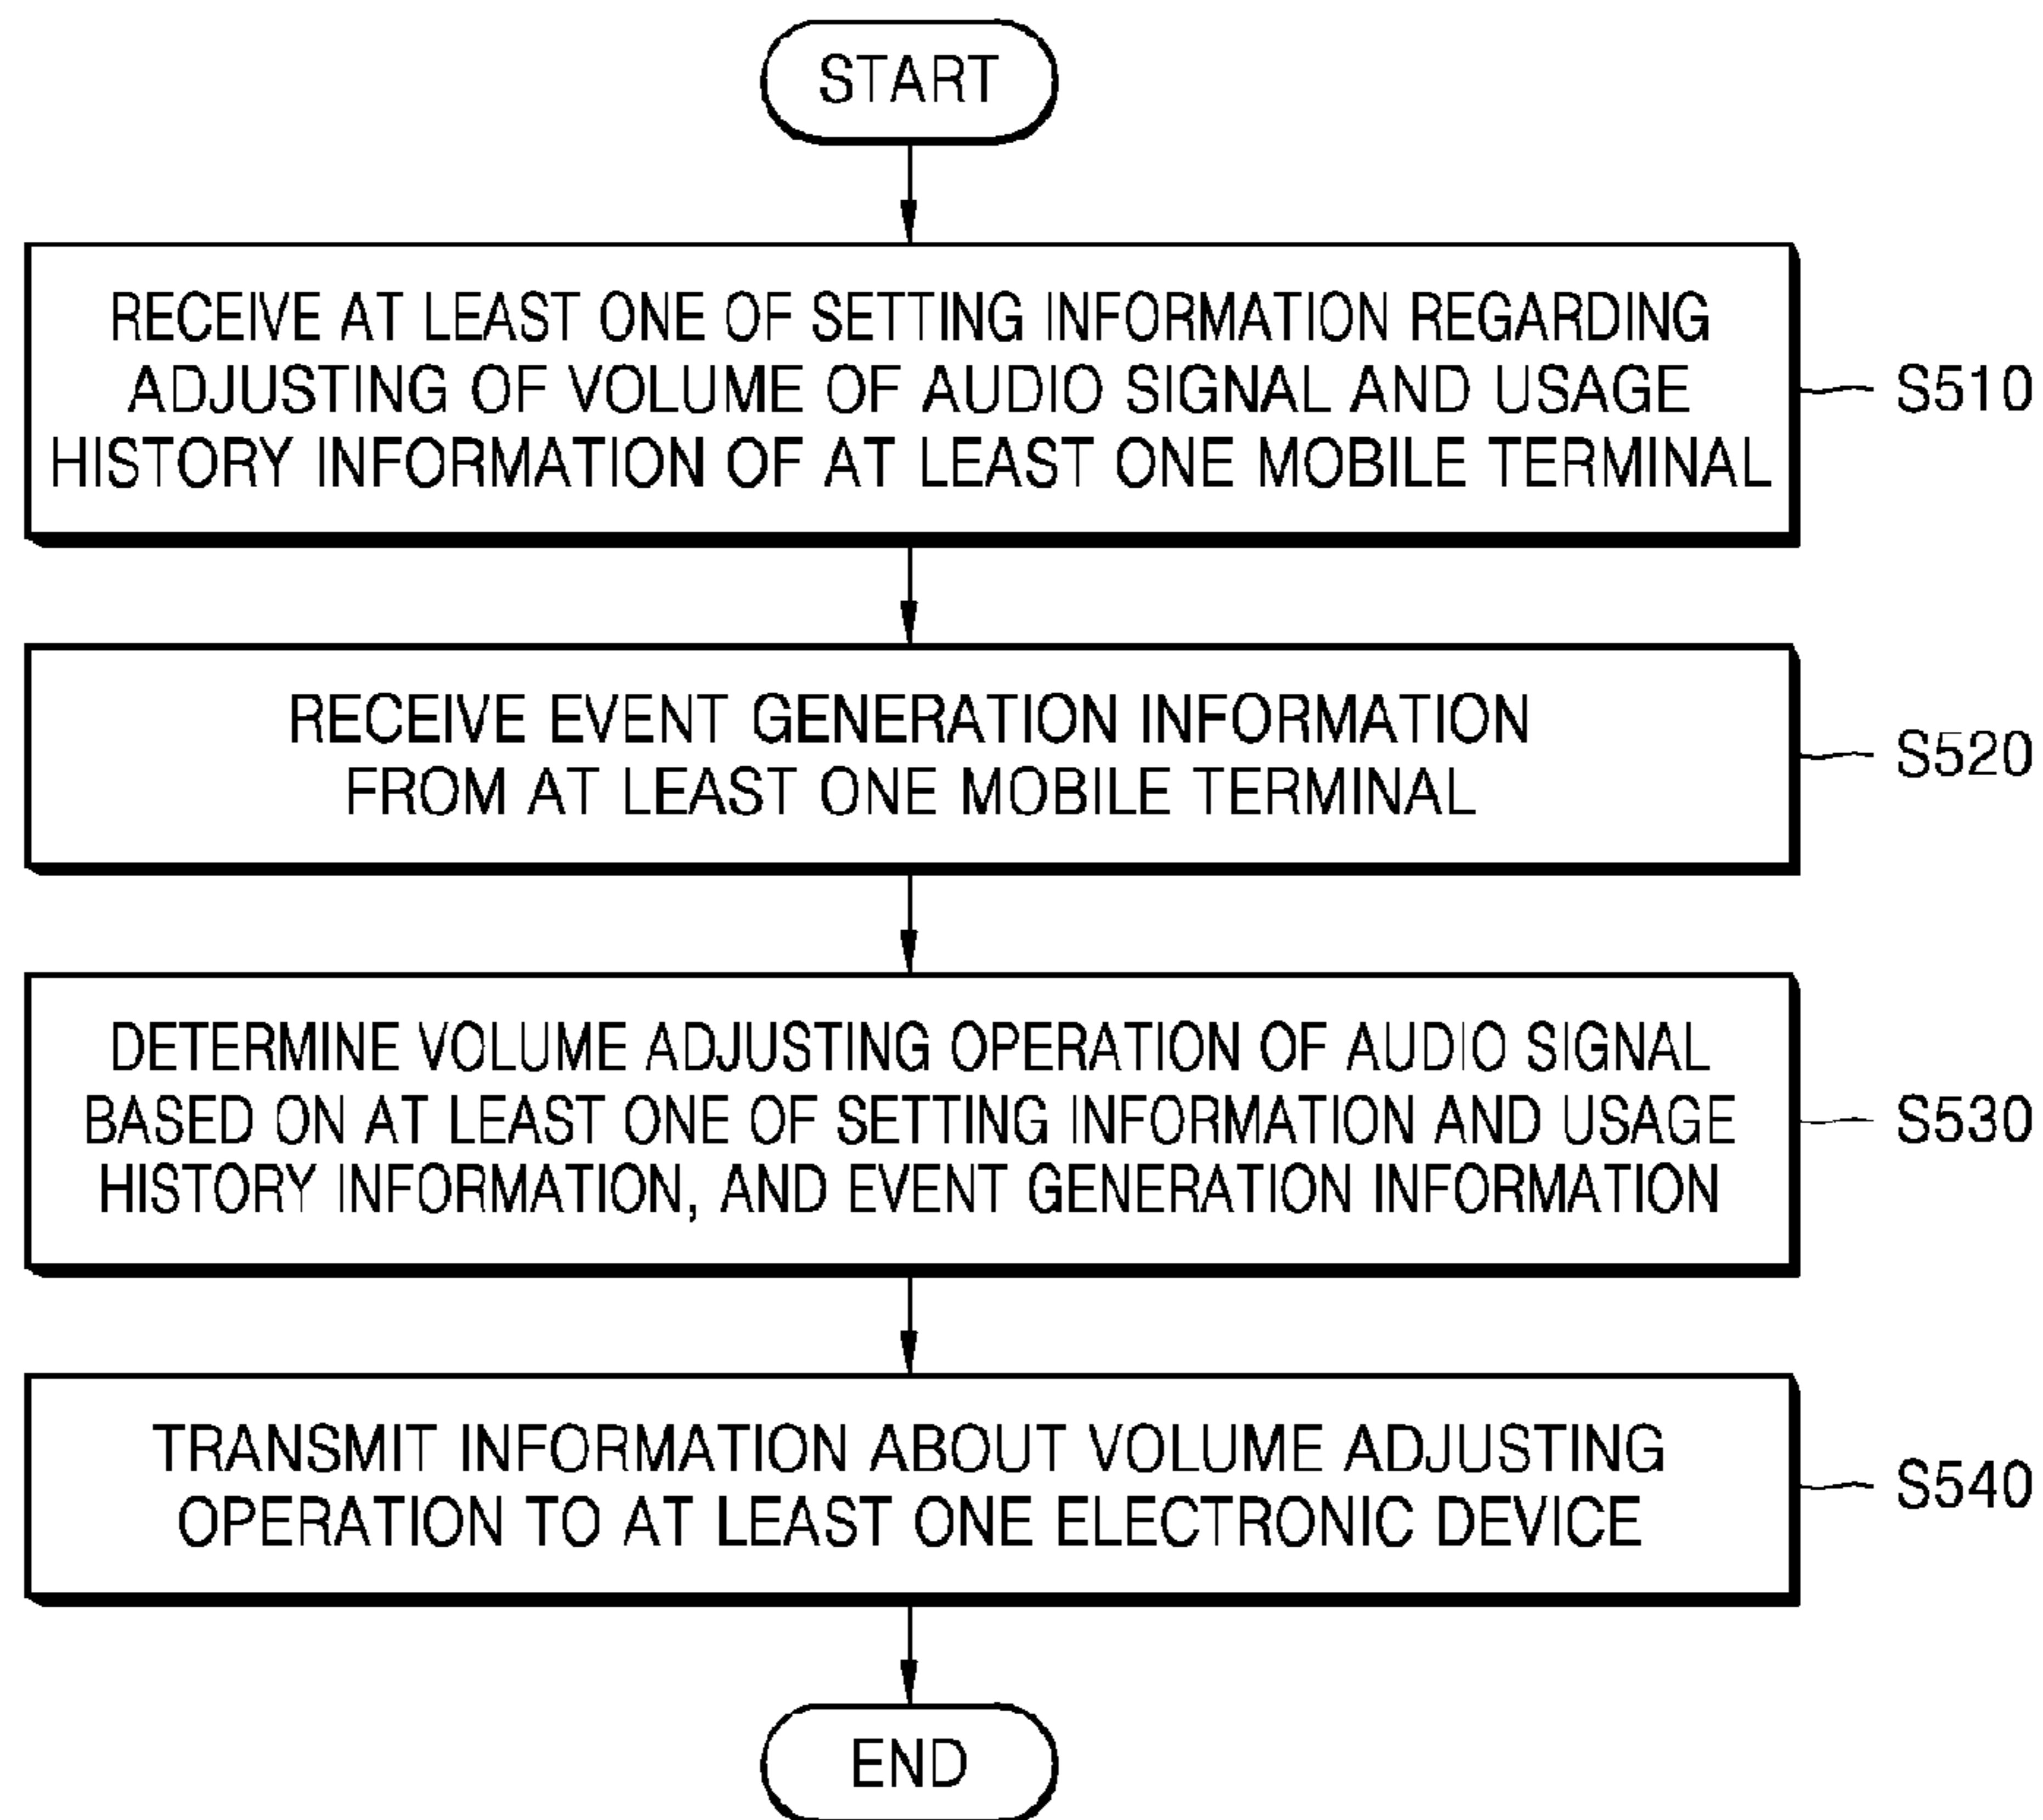 START
RECEIVE AT LEAST ONE OF SETTING INFORMATION REGARDING
ADJUSTING OF VOLUME OF AUDIO SIGNAL AND USAGE
HISTORY INFORMATION OF AT LEAST ONE MOBILE TERMINAL
S510
RECEIVE EVENT GENERATION INFORMATION
FROM AT LEAST ONE MOBILE TERMINAL
S520
DETERMINE VOLUME ADJUSTING OPERATION OF AUDIO SIGNAL
BASED ON AT LEAST ONE OF SETTING INFORMATION AND USAGE
HISTORY INFORMATION, AND EVENT GENERATION INFORMATION
S530
TRANSMIT INFORMATION ABOUT VOLUME ADJUSTING
OPERATION TO AT LEAST ONE ELECTRONIC DEVICE
S540
END